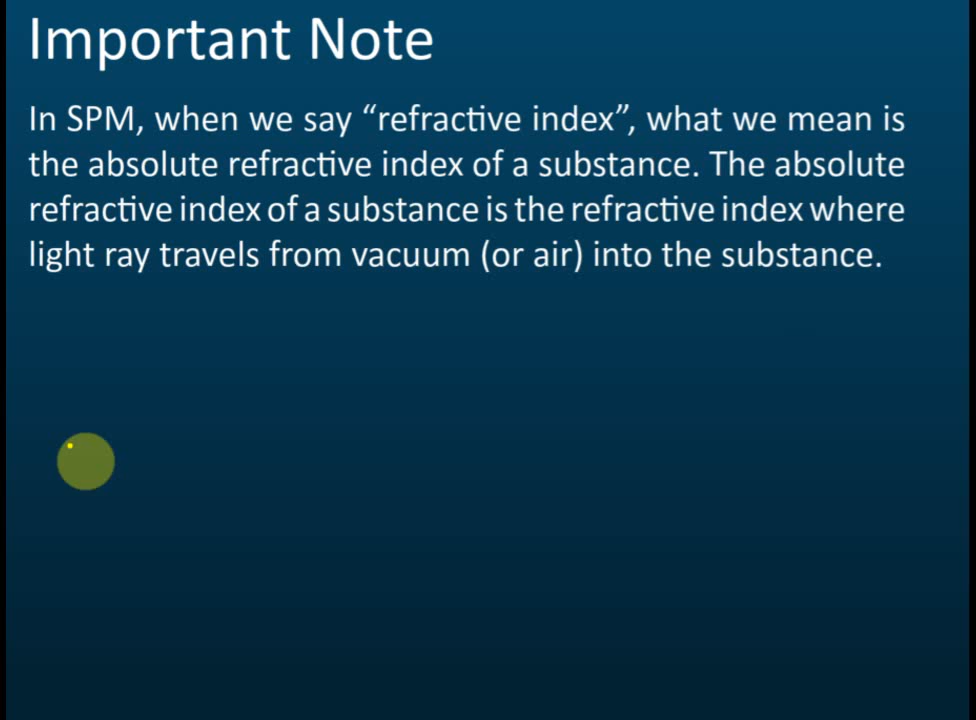 Important Note
In SPM, when we say “refractive index”, what we mean is
the absolute refractive index of a substance. The absolute
refractive index of a substance is the refractive index where
light ray travels from vacuum (or air) into the substance.